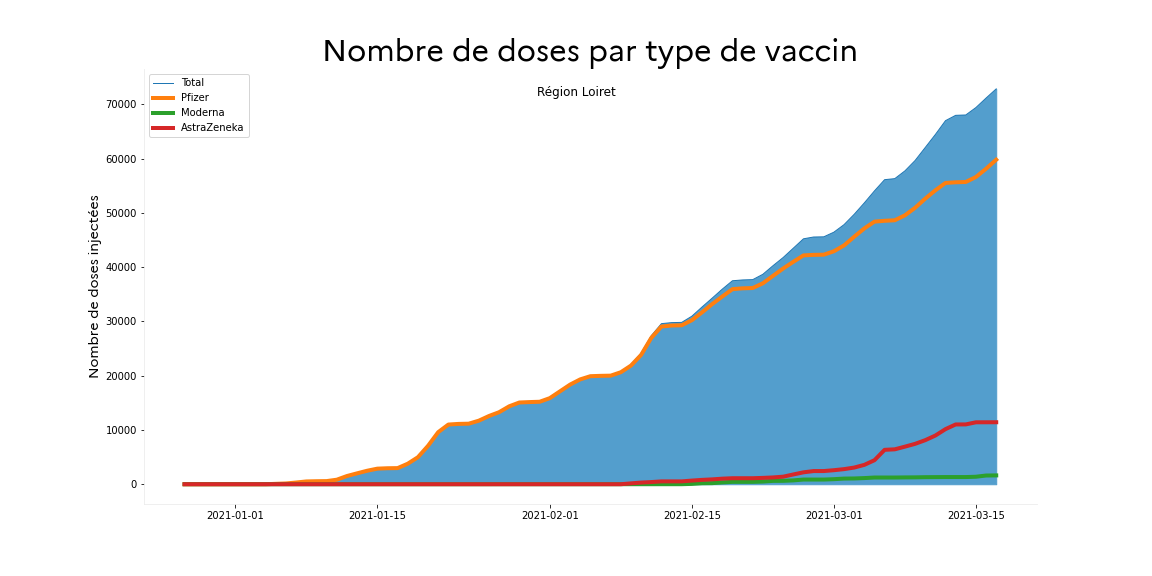 Nombre de doses par type de vaccin
Région Loiret
Total
Pfizer
Moderna
AstraZeneka
Nombre de doses injectées
70000
60000
50000
40000
30000
20000
10000
0
2021-01-01
2021-01-15
2021-02-01
2021-02-15
2021-03-01
2021-03-15